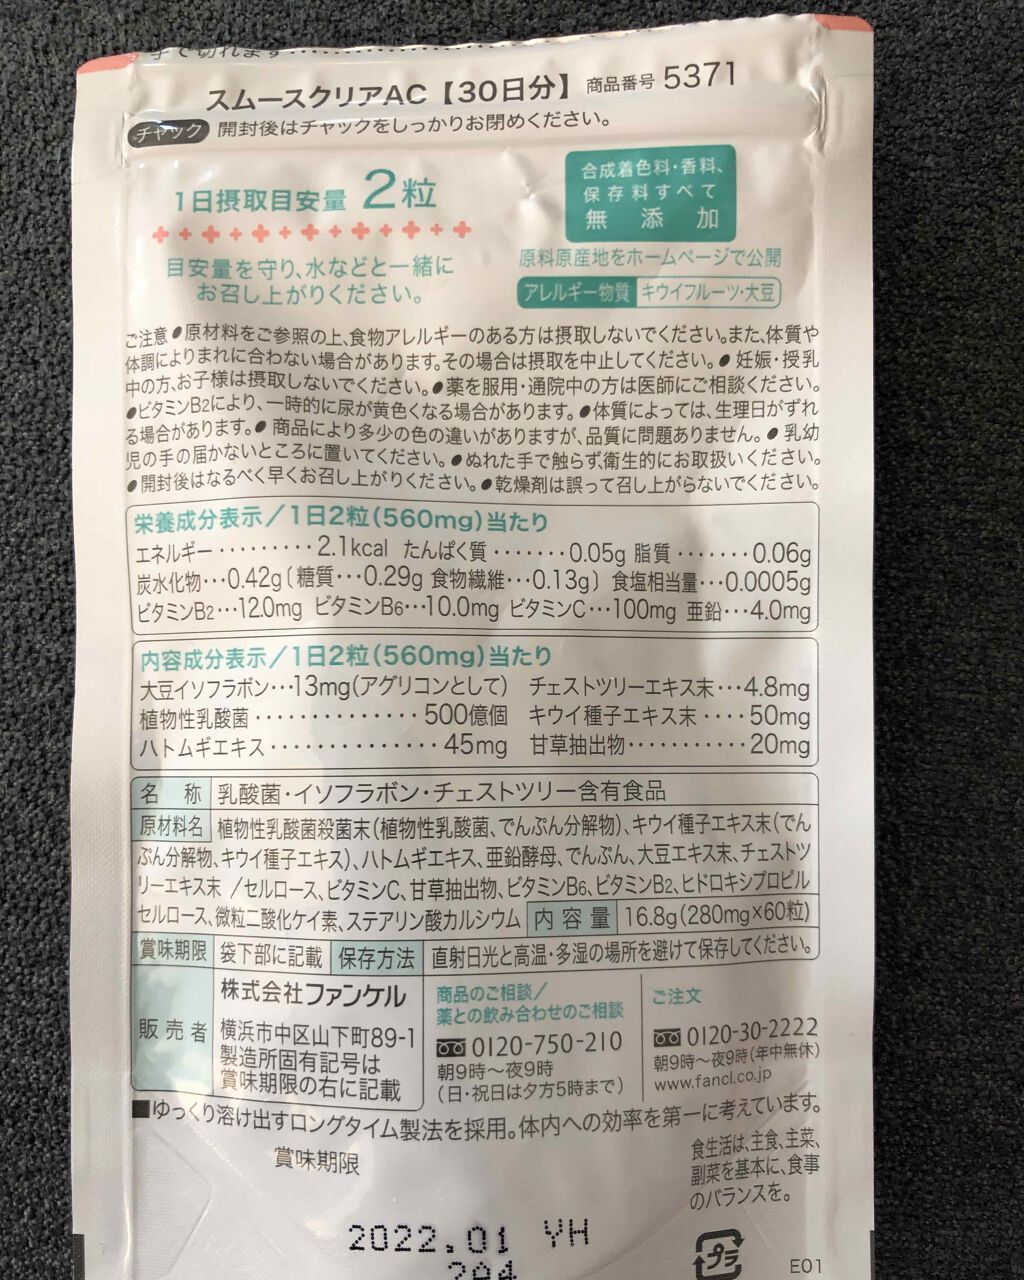 手で切れます
スムースクリアAC【30日分】 商品番号 5371
チャック 開封後はチャックをしっかりお閉めください。
1日摂取目安量 2粒
目安量を守り、水などと一緒に
お召し上がりください。
合成着色料・香料、
保存料すべて
無添加
原料原産地をホームページで公開
アレルギー物質 キウイフルーツ・大豆
ご注意●原材料をご参照の上、食物アレルギーのある方は摂取しないでください。また、体質や
体調によりまれに合わない場合があります。その場合は摂取を中止してください。●妊娠・授乳
中の方、お子様は摂取しないでください。●薬を服用・通院中の方は医師にご相談ください。
●ビタミンB2により、一時的に尿が黄色くなる場合があります。●体質によっては、生理日がずれ
る場合があります。●商品により多少の色の違いがありますが、品質に問題ありません。●乳幼
児の手の届かないところに置いてください。●ぬれた手で触らず、衛生的にお取扱いください。
●開封後はなるべく早くお召し上がりください。●乾燥剤は誤って召し上がらないでください。
栄養成分表示/1日2粒(560mg)当たり
エネルギー・・・・・・・・・2.1kcal たんぱく質・・・・・・・0.05g 脂質・・・・・・・0.06g
炭水化物・・・0.42g(糖質・・・0.29g 食物繊維・・・0.13g) 食塩相当量・・・0.0005g
ビタミンB2・・・12.0mg ビタミンB6・・・10.0mg ビタミンC・・・100mg 亜鉛・・・4.0mg
内容成分表示/1日2粒(560mg)当たり
大豆イソフラボン・・・13mg(アグリコンとして) チェストツリーエキス末・・・4.8mg
植物性乳酸菌・・・・・・・・・・・・・・500億個 キウイ種子エキス末・・・・50mg
ハトムギエキス・・・・・・・・・・・・・・45mg 甘草抽出物・・・・・・・・・・20mg
名称 乳酸菌・イソフラボン・チェストツリー含有食品
原材料名 植物性乳酸菌殺菌末(植物性乳酸菌、でんぷん分解物)、キウイ種子エキス末(でん
ぷん分解物、キウイ種子エキス)、ハトムギエキス、亜鉛酵母、でんぷん、大豆エキス末、チェストツ
リーエキス末/セルロース、ビタミンC、甘草抽出物、ビタミンB6、ビタミンB2、ヒドロキシプロピル
セルロース、微粒二酸化ケイ素、ステアリン酸カルシウム 内容量 16.8g(280mg×60粒)
賞味期限 袋下部に記載 保存方法 直射日光と高温・多湿の場所を避けて保存してください。
販売者 株式会社ファンケル
横浜市中区山下町89-1
製造所固有記号は
賞味期限の右に記載
商品のご相談/
薬との飲み合わせのご相談
0120-750-210
朝9時〜夜9時
(日・祝日は夕方5時まで)
ご注文
0120-30-2222
朝9時〜夜9時(年中無休)
www.fancl.co.jp
■ゆっくり溶け出すロングタイム製法を採用。体内への効率を第一に考えています。
賞味期限
食生活は、主食、主菜、
副菜を基本に、食事
のバランスを。
2022.01 YH
204
プラ
E01